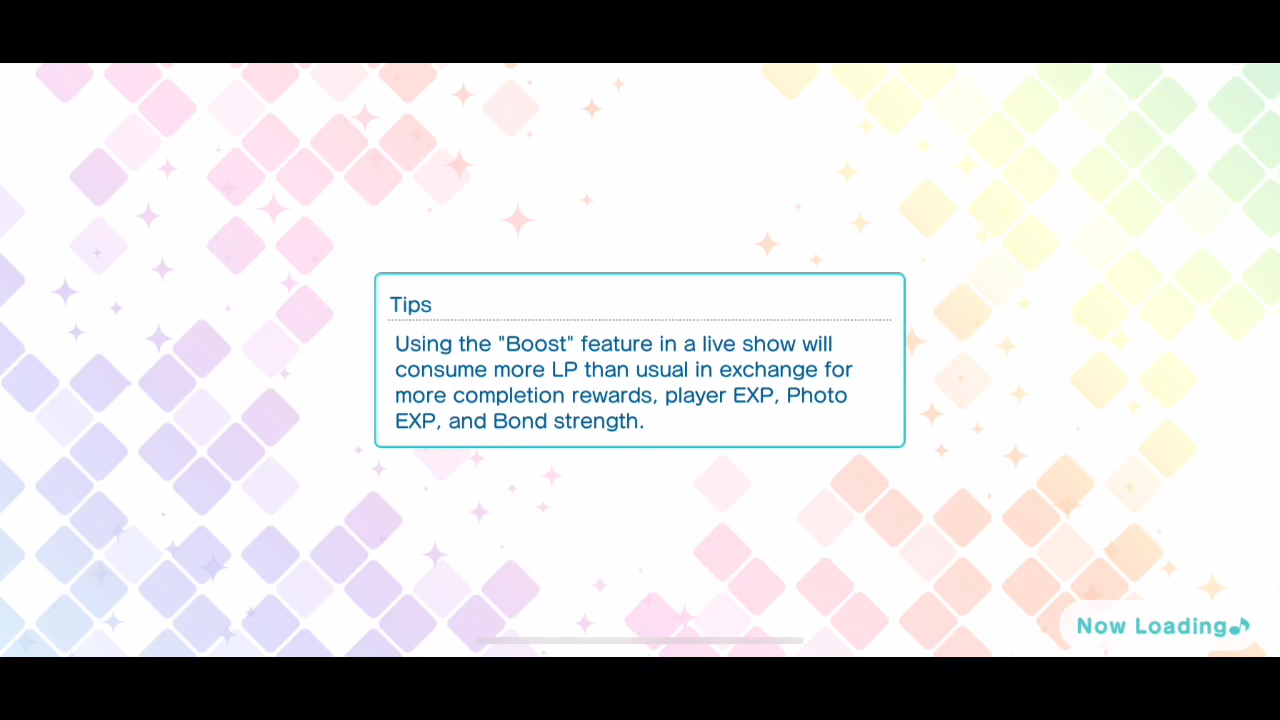 Tips
Using the "Boost" feature in a live show will
consume more LP than usual in exchange for
more completion rewards, player EXP, Photo
EXP, and Bond strength.
Now Loading♪